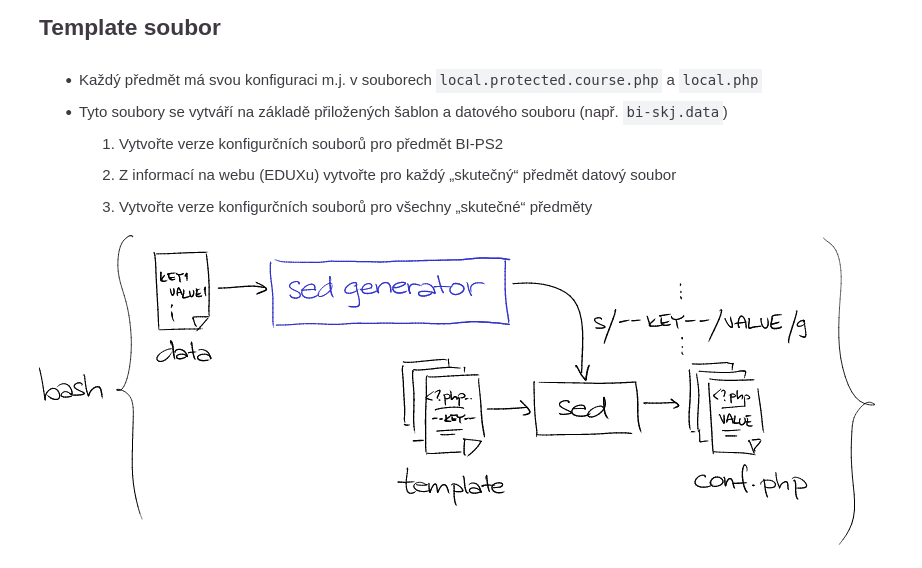 Template soubor
Každý předmět má svou konfiguraci m.j. v souborech local.protected.course.php a local.php
Tyto soubory se vytváří na základě přiložených šablon a datového souboru (např. bi-skj.data)
1. Vytvořte verze konfigurčních souborů pro předmět BI-PS2
2. Z informací na webu (EDUXu) vytvořte pro každý „skutečný“ předmět datový soubor
3. Vytvořte verze konfigurčních souborů pro všechny „skutečné“ předměty
KEY1
VALUE1
⋮
data
sed generator
⋮
s/--KEY--/VALUE/g
⋮
bash
<?php..
--KEY--
template
sed
<?php
VALUE
conf.php